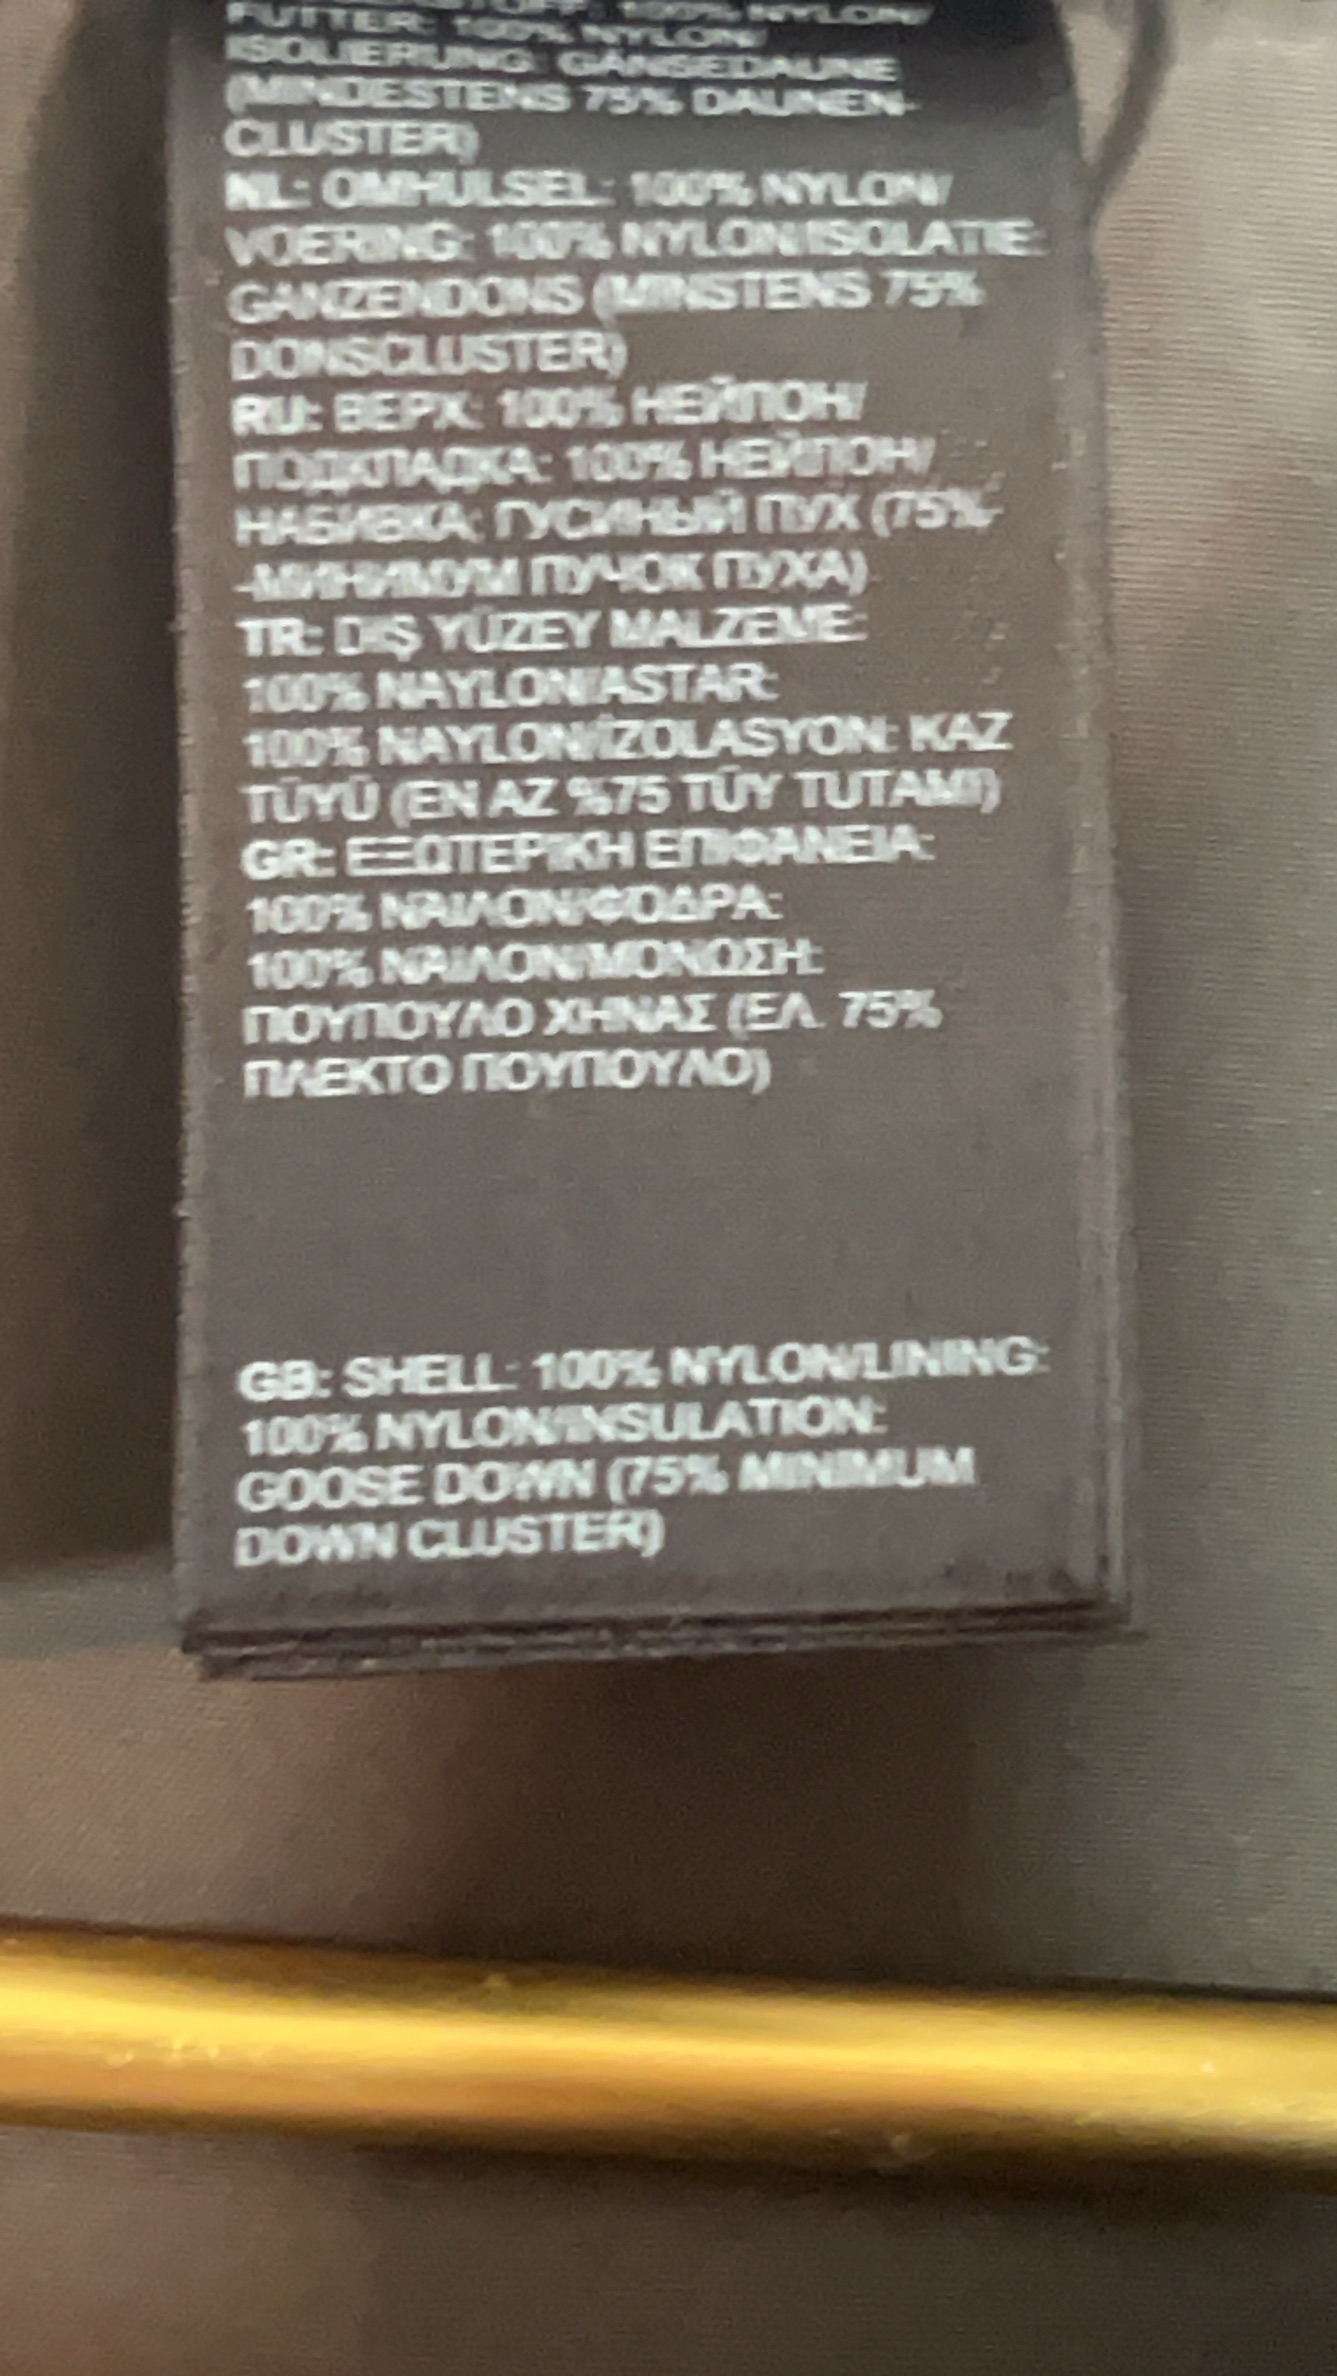 100% NYLON/
FUTTER: 100% NYLON/
ISOLIERUNG: GÄNSEDAUNE
(MINDESTENS 75% DAUNEN-
CLUSTER)
NL: OMHULSEL: 100% NYLON/
VOERING: 100% NYLON/ISOLATIE:
GANZENDONS (MINSTENS 75%
DONSCLUSTER)
RU: ВЕРХ: 100% НЕЙЛОН/
ПОДКЛАДКА: 100% НЕЙЛОН/
НАБИВКА: ГУСИНЫЙ ПУХ (75%-
-МИНИМУМ ПУЧОК ПУХА)
TR: DIŞ YÜZEY MALZEME:
100% NAYLON/ASTAR:
100% NAYLON/İZOLASYON: KAZ
TÜYÜ (EN AZ %75 TÜY TUTAMI)
GR: ΕΞΩΤΕΡΙΚΗ ΕΠΙΦΑΝΕΙΑ:
100% ΝΑΙΛΟΝ/ΦΟΔΡΑ:
100% ΝΑΙΛΟΝ/ΜΟΝΩΣΗ:
ΠΟΥΠΟΥΛΟ ΧΗΝΑΣ (ΕΛ. 75%
ΠΛΕΚΤΟ ΠΟΥΠΟΥΛΟ)
GB: SHELL: 100% NYLON/LINING:
100% NYLON/INSULATION:
GOOSE DOWN (75% MINIMUM
DOWN CLUSTER)